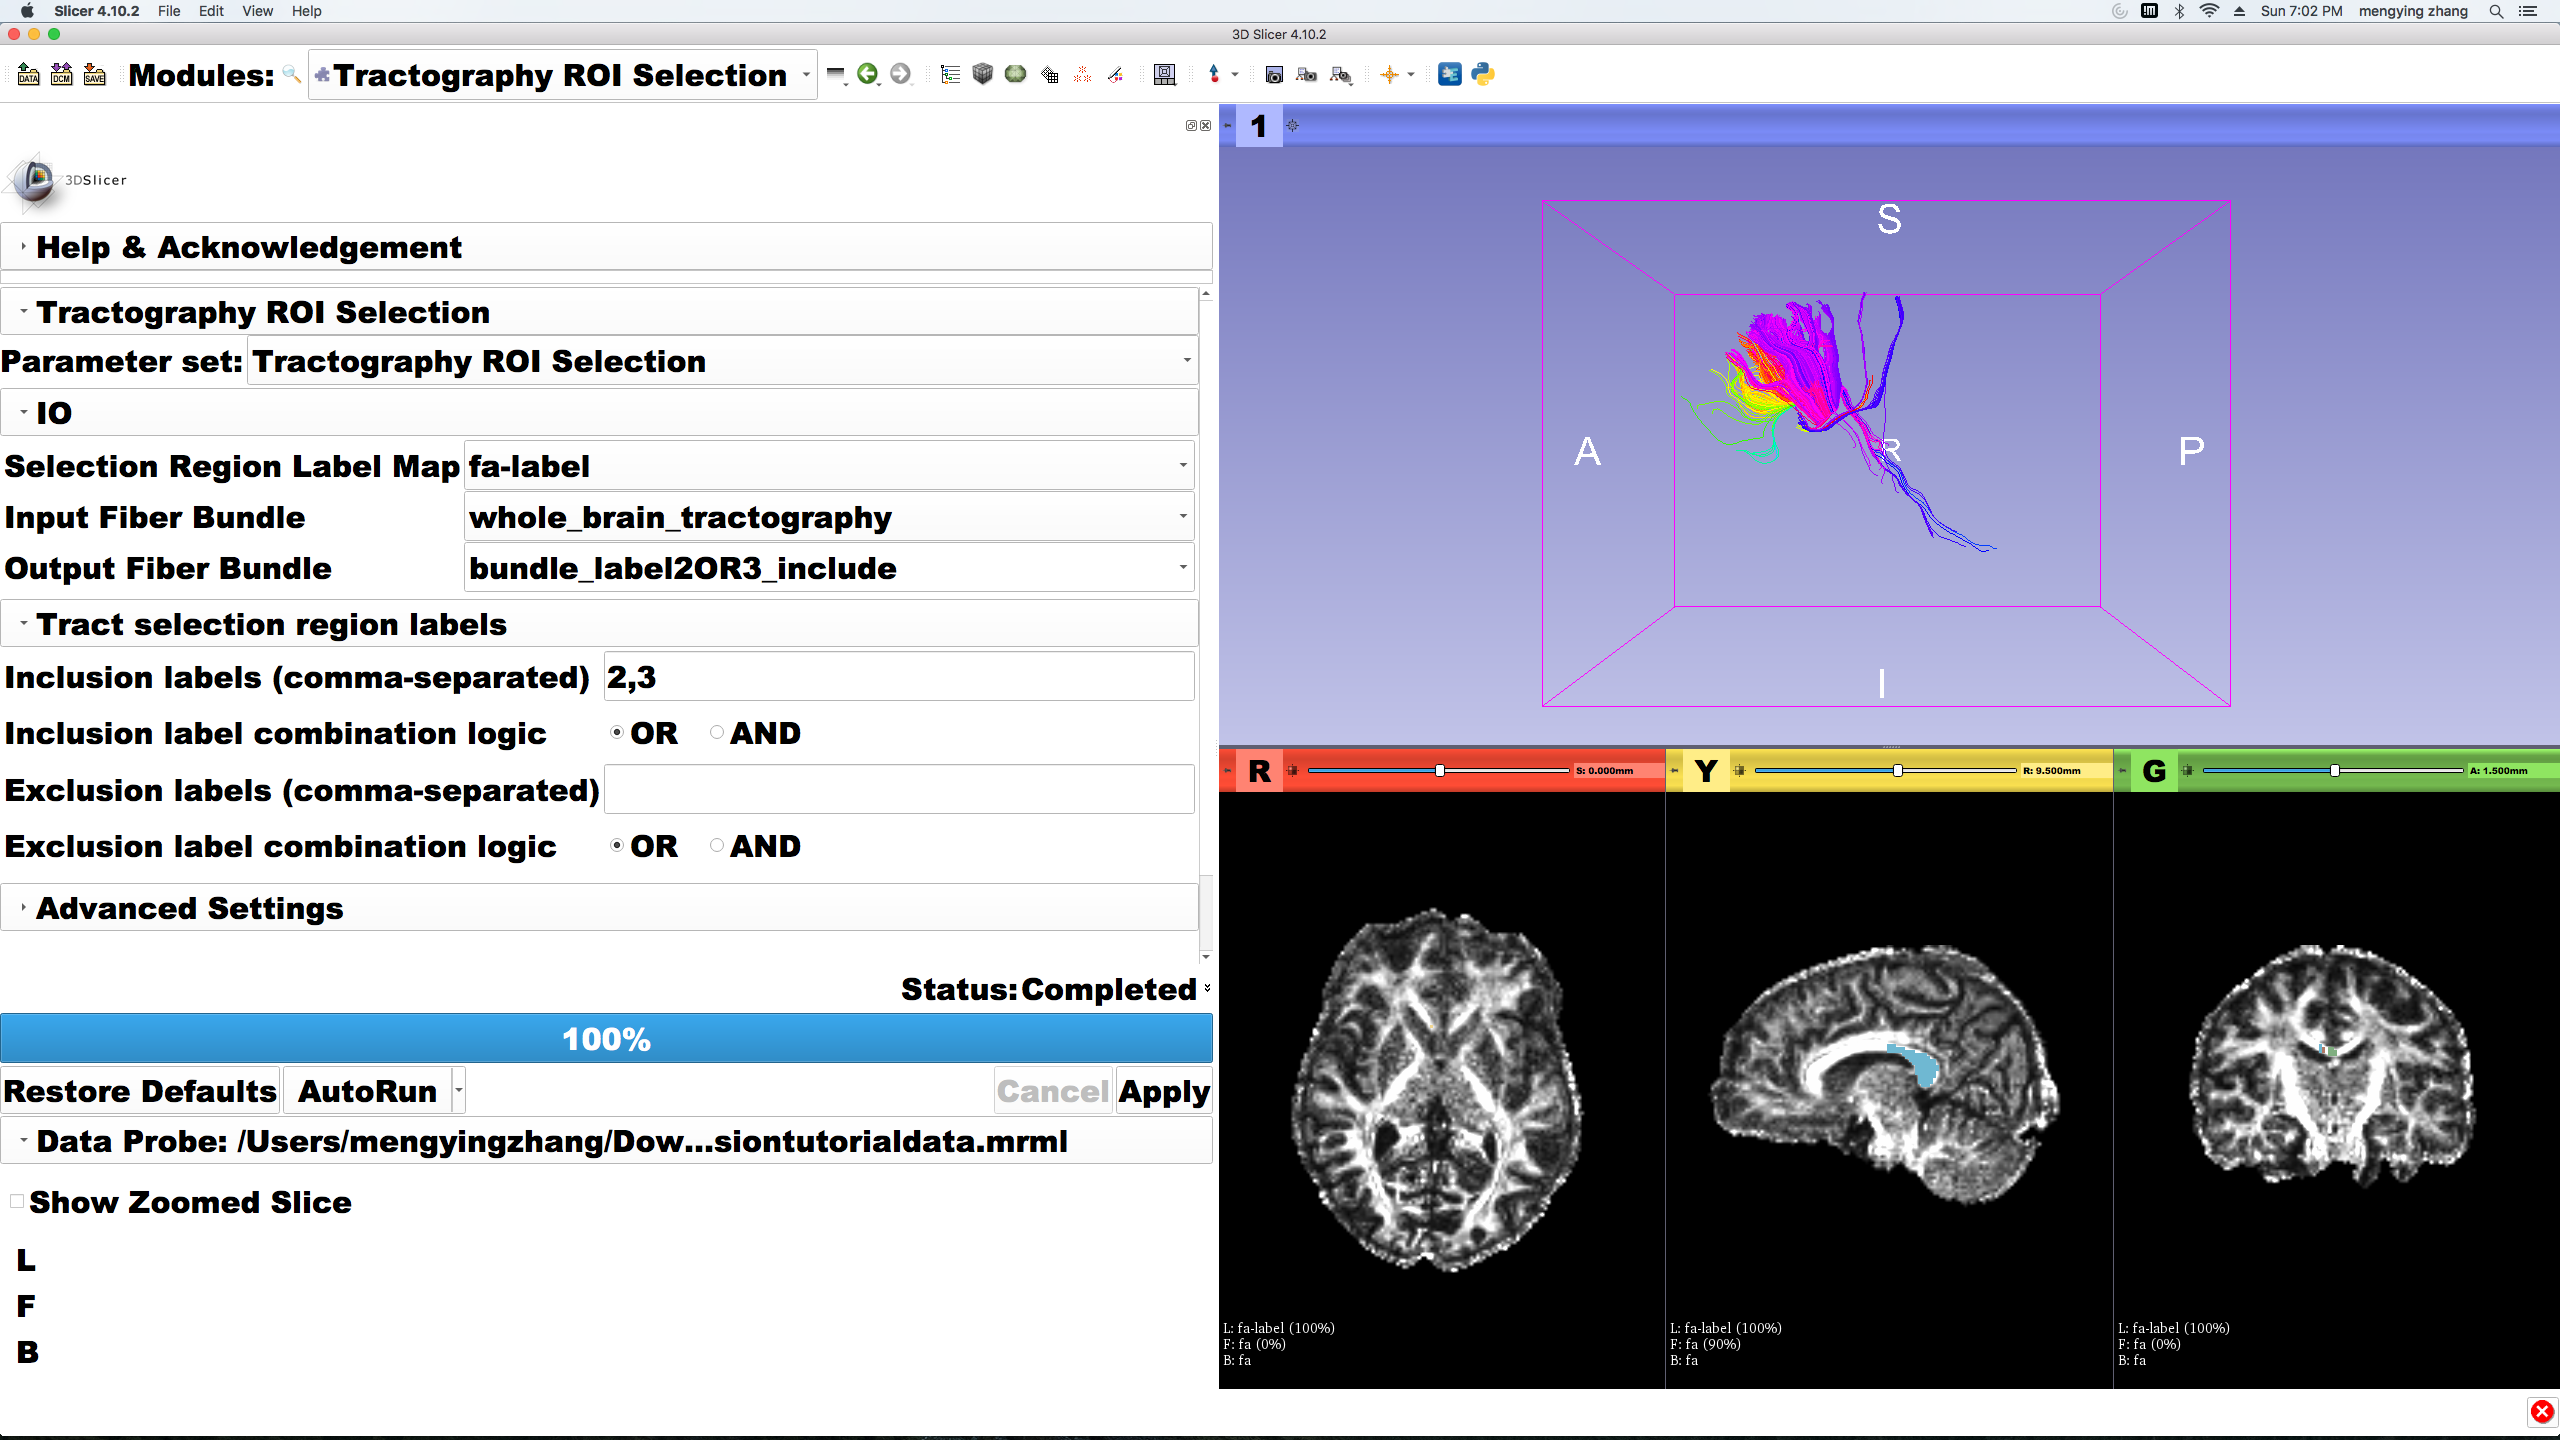 Slicer 4.10.2 File Edit View Help Sun 7:02 PM mengying zhang
3D Slicer 4.10.2
DATA DCM SAVE Modules: Tractography ROI Selection
1
3DSlicer
Help & Acknowledgement
Tractography ROI Selection
Parameter set: Tractography ROI Selection
IO
Selection Region Label Map fa-label
Input Fiber Bundle whole_brain_tractography
Output Fiber Bundle bundle_label2OR3_include
Tract selection region labels
Inclusion labels (comma-separated) 2,3
Inclusion label combination logic OR AND
Exclusion labels (comma-separated)
Exclusion label combination logic OR AND
Advanced Settings
Status: Completed
100%
Restore Defaults AutoRun Cancel Apply
Data Probe: /Users/mengyingzhang/Dow...siontutorialdata.mrml
Show Zoomed Slice
L
F
B
S
A R P
I
R S: 0.000mm
Y R: 9.500mm
G A: 1.500mm
L: fa-label (100%)
F: fa (0%)
B: fa
L: fa-label (100%)
F: fa (90%)
B: fa
L: fa-label (100%)
F: fa (0%)
B: fa